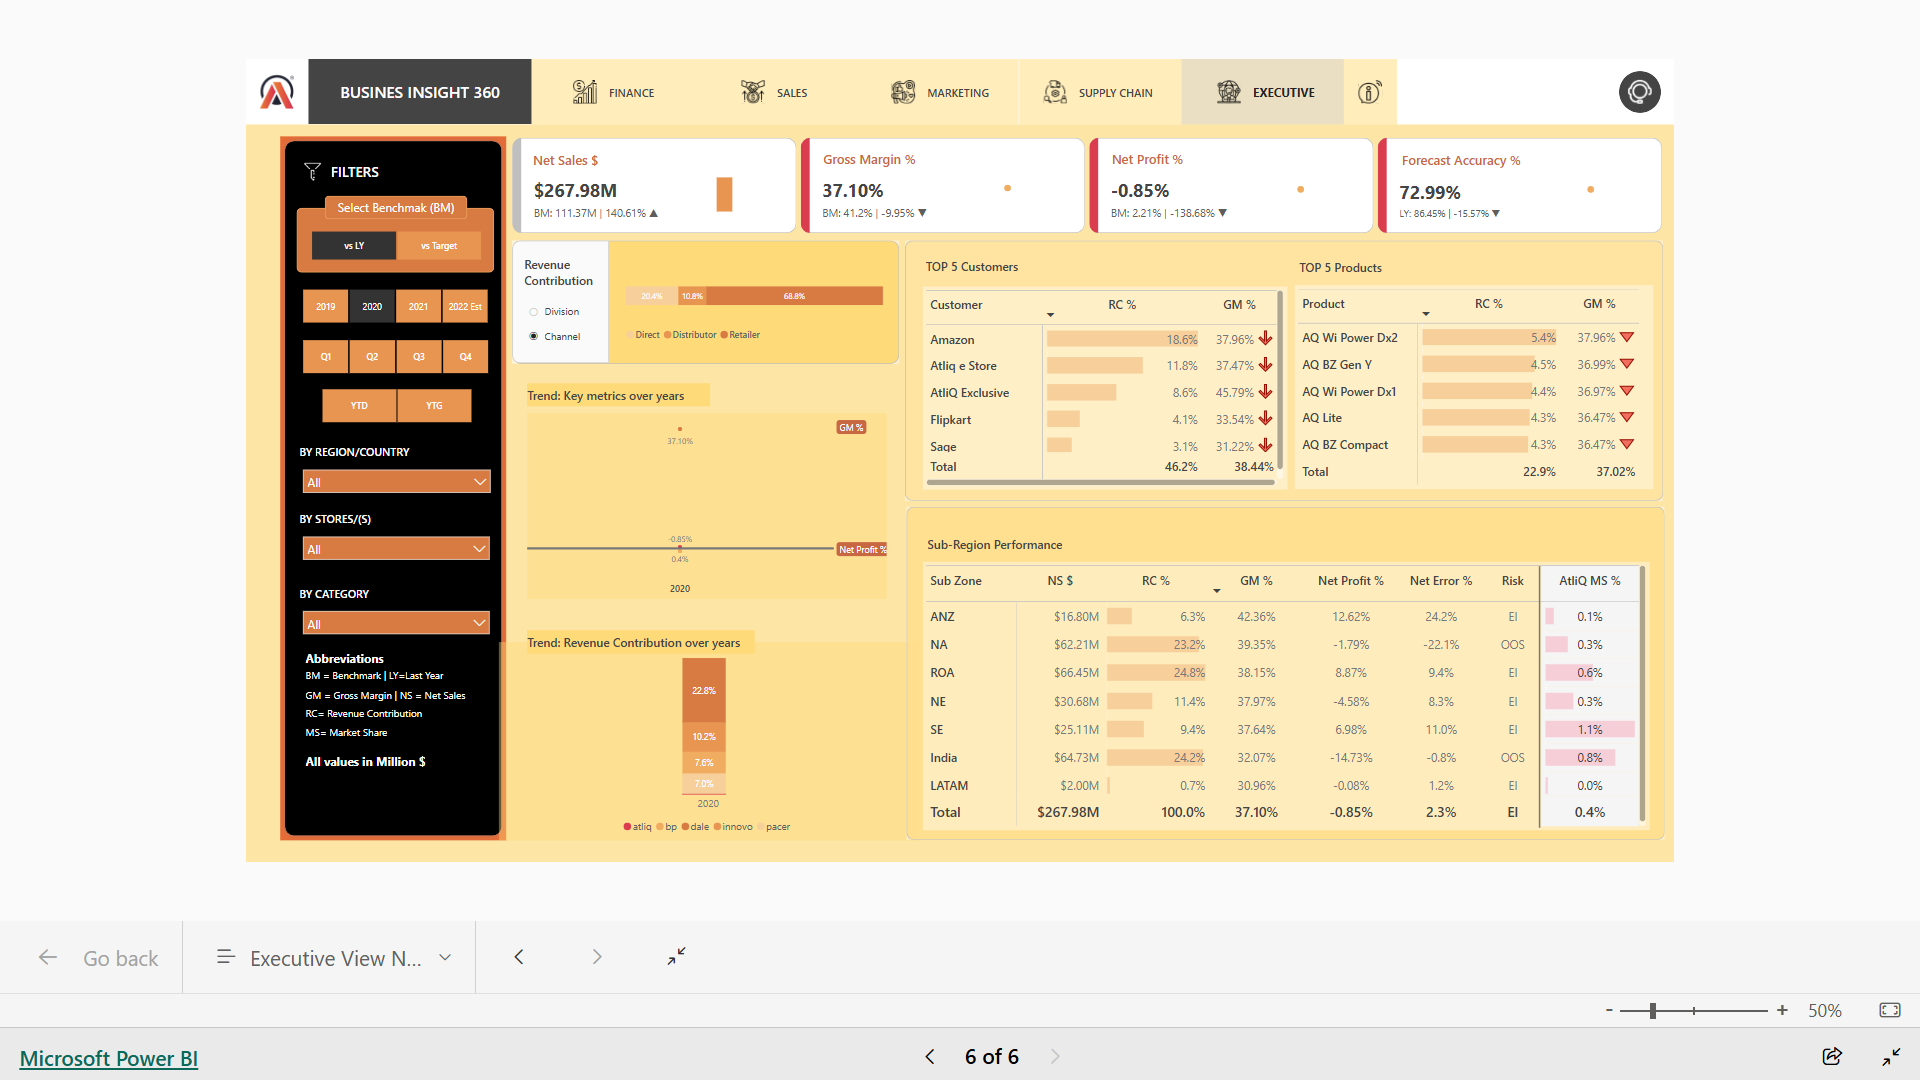 BUSINES INSIGHT 360
FINANCE
SALES
MARKETING
SUPPLY CHAIN
EXECUTIVE
FILTERS
Select Benchmak (BM)
vs LY
vs Target
2019
2020
2021
2022 Est
Q1
Q2
Q3
Q4
YTD
YTG
BY REGION/COUNTRY
All
BY STORES/(S)
All
BY CATEGORY
All
Abbreviations
BM = Benchmark | LY=Last Year
GM = Gross Margin | NS = Net Sales
RC= Revenue Contribution
MS= Market Share
All values in Million $
Net Sales $
$267.98M
BM: 111.37M | 140.61% ▲
Gross Margin %
37.10%
BM: 41.2% | -9.95% ▼
Net Profit %
-0.85%
BM: 2.21% | -138.68% ▼
Forecast Accuracy %
72.99%
LY: 86.45% | -15.57% ▼
Revenue
Contribution
Division
Channel
20.4% 10.8% 68.8%
Direct Distributor Retailer
Trend: Key metrics over years
GM %
37.10%
-0.85%
Net Profit %
0.4%
2020
Trend: Revenue Contribution over years
22.8%
10.2%
7.6%
7.0%
2020
atliq bp dale innovo pacer
TOP 5 Customers
Customer RC % GM %
Amazon 18.6% 37.96%
Atliq e Store 11.8% 37.47%
AtliQ Exclusive 8.6% 45.79%
Flipkart 4.1% 33.54%
Sage 3.1% 31.22%
Total 46.2% 38.44%
TOP 5 Products
Product RC % GM %
AQ Wi Power Dx2 5.4% 37.96%
AQ BZ Gen Y 4.5% 36.99%
AQ Wi Power Dx1 4.4% 36.97%
AQ Lite 4.3% 36.47%
AQ BZ Compact 4.3% 36.47%
Total 22.9% 37.02%
Sub-Region Performance
Sub Zone NS $ RC % GM % Net Profit % Net Error % Risk AtliQ MS %
ANZ $16.80M 6.3% 42.36% 12.62% 24.2% EI 0.1%
NA $62.21M 23.2% 39.35% -1.79% -22.1% OOS 0.3%
ROA $66.45M 24.8% 38.15% 8.87% 9.4% EI 0.6%
NE $30.68M 11.4% 37.97% -4.58% 8.3% EI 0.3%
SE $25.11M 9.4% 37.64% 6.98% 11.0% EI 1.1%
India $64.73M 24.2% 32.07% -14.73% -0.8% OOS 0.8%
LATAM $2.00M 0.7% 30.96% -0.08% 1.2% EI 0.0%
Total $267.98M 100.0% 37.10% -0.85% 2.3% EI 0.4%
Go back
Executive View N...
- + 50%
Microsoft Power BI
6 of 6